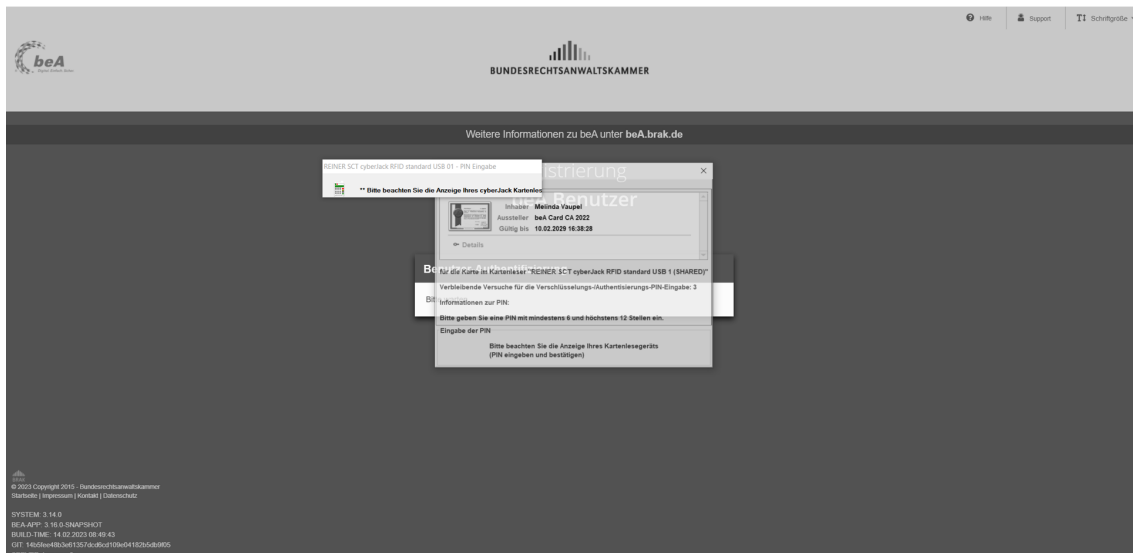 Hilfe
Support
Schriftgröße
beA
BUNDESRECHTSANWALTSKAMMER
Weitere Informationen zu beA unter beA.brak.de
REINER SCT cyberJack RFID standard USB 01 - PIN Eingabe
** Bitte beachten Sie die Anzeige Ihres cyberJack Kartenles
istrierung
beA Benutzer
Inhaber Melinda Vaupel
Aussteller beA Card CA 2022
Gültig bis 10.02.2029 16:38:28
Details
für die Karte in Kartenleser "REINER SCT cyberJack RFID standard USB 1 (SHARED)"
Verbleibende Versuche für die Verschlüsselungs-/Authentisierungs-PIN-Eingabe: 3
Informationen zur PIN:
Bitte geben Sie eine PIN mit mindestens 6 und höchstens 12 Stellen ein.
Eingabe der PIN
Bitte beachten Sie die Anzeige Ihres Kartenlesegeräts
(PIN eingeben und bestätigen)
BRAK
© 2023 Copyright 2015 - Bundesrechtsanwaltskammer
Startseite | Impressum | Kontakt | Datenschutz
SYSTEM: 3.14.0
BEA-APP: 3.16.0-SNAPSHOT
BUILD-TIME: 14.02.2023 08:49:43